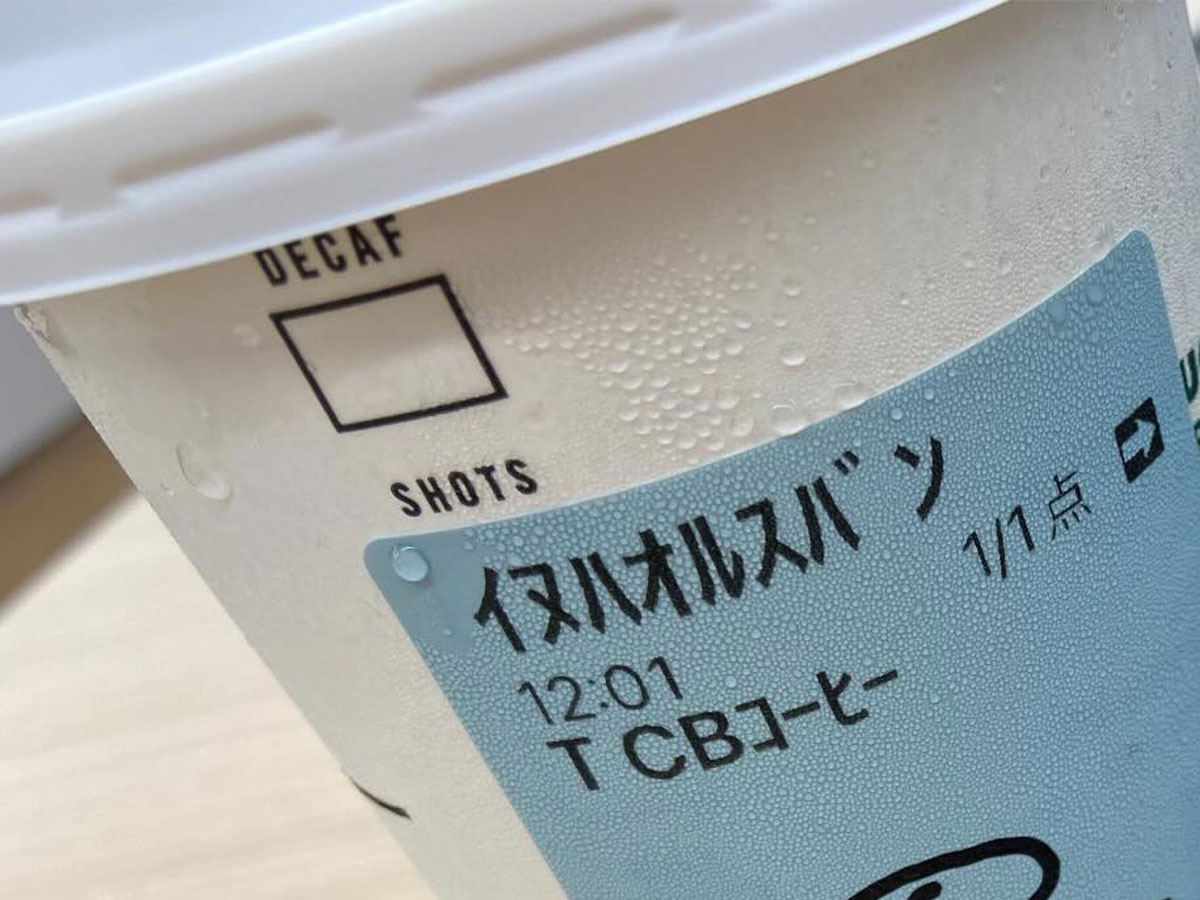 DECAF
SHOTS
ｲﾇﾊｵﾙｽﾊﾞﾝ
1/1点
12:01
T CBｺｰﾋｰ